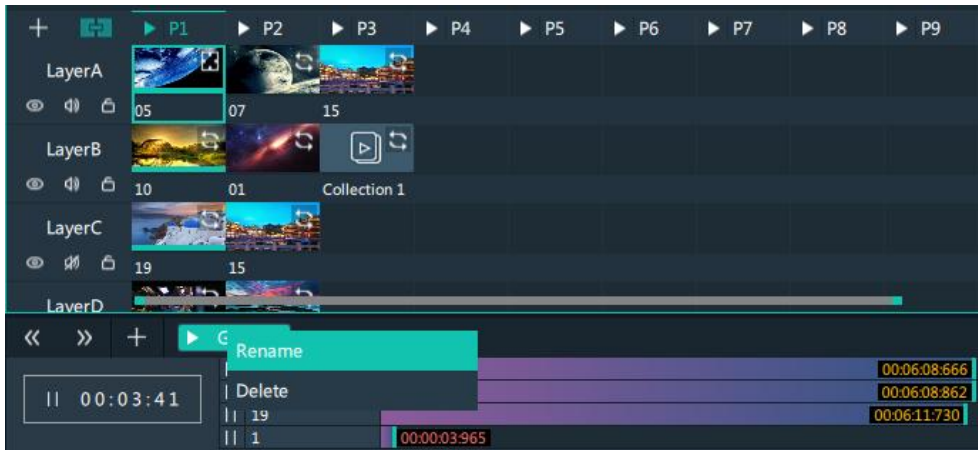 P1 P2 P3 P4 P5 P6 P7 P8 P9
LayerA
05 07 15
LayerB
10 01 Collection 1
LayerC
19 15
LayerD
G
Rename
00:06:08:666
00:03:41
Delete
00:06:08:862
19
00:06:11:730
1
00:00:03:965